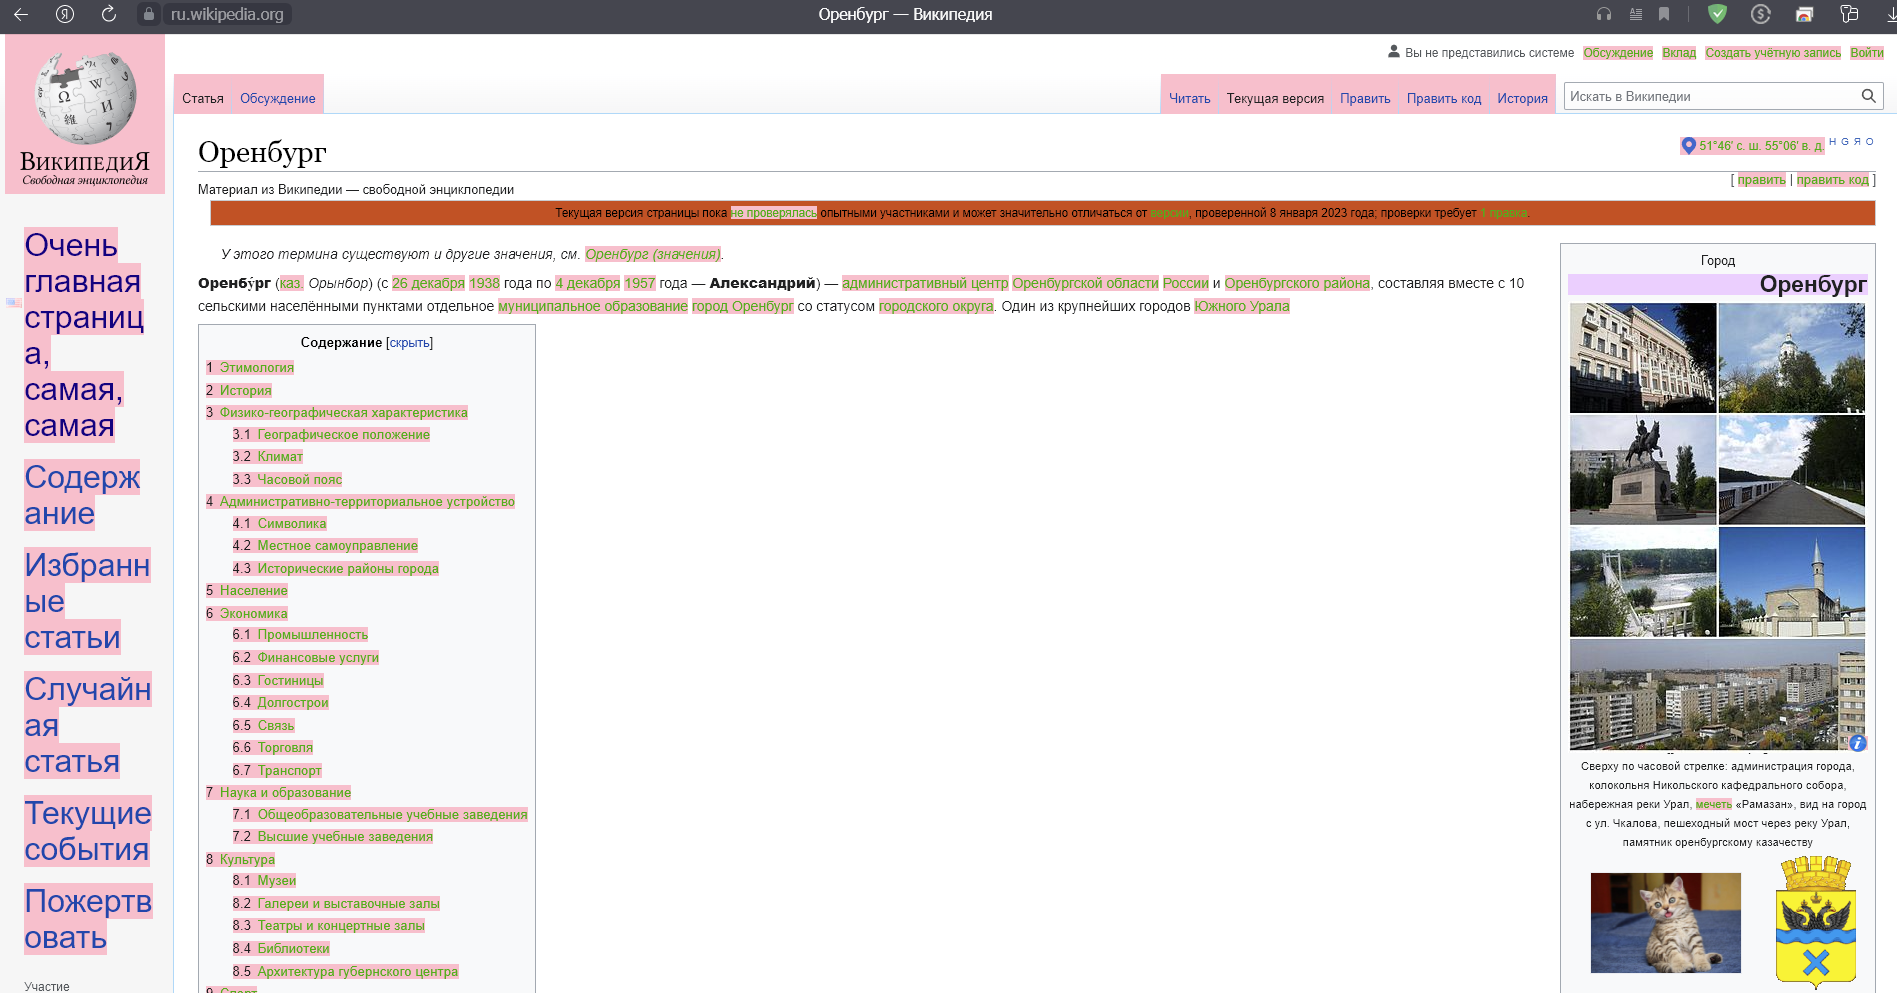 ru.wikipedia.org
Оренбург — Википедия
ВИКИПЕДИЯ
Свободная энциклопедия
Вы не представились системе Обсуждение Вклад Создать учётную запись Войти
Статья Обсуждение
Читать Текущая версия Править Править код История
Искать в Википедии
Оренбург
51°46' с. ш. 55°06' в. д. H G Я O
Материал из Википедии — свободной энциклопедии
[ править | править код ]
Текущая версия страницы пока не проверялась опытными участниками и может значительно отличаться от версии, проверенной 8 января 2023 года; проверки требует 1 правка.
У этого термина существуют и другие значения, см. Оренбург (значения).
Оренбу́рг (каз. Орынбор) (с 26 декабря 1938 года по 4 декабря 1957 года — Александрий) — административный центр Оренбургской области России и Оренбургского района, составляя вместе с 10
сельскими населёнными пунктами отдельное муниципальное образование город Оренбург со статусом городского округа. Один из крупнейших городов Южного Урала
Очень
главная
страниц
а,
самая,
самая
Содерж
ание
Избранн
ые
статьи
Случайн
ая
статья
Текущие
события
Пожертв
овать
Участие
Содержание [скрыть]
1 Этимология
2 История
3 Физико-географическая характеристика
3.1 Географическое положение
3.2 Климат
3.3 Часовой пояс
4 Административно-территориальное устройство
4.1 Символика
4.2 Местное самоуправление
4.3 Исторические районы города
5 Население
6 Экономика
6.1 Промышленность
6.2 Финансовые услуги
6.3 Гостиницы
6.4 Долгострои
6.5 Связь
6.6 Торговля
6.7 Транспорт
7 Наука и образование
7.1 Общеобразовательные учебные заведения
7.2 Высшие учебные заведения
8 Культура
8.1 Музеи
8.2 Галереи и выставочные залы
8.3 Театры и концертные залы
8.4 Библиотеки
8.5 Архитектура губернского центра
9 Спорт
Город
Оренбург
Сверху по часовой стрелке: администрация города,
колокольня Никольского кафедрального собора,
набережная реки Урал, мечеть «Рамазан», вид на город
с ул. Чкалова, пешеходный мост через реку Урал,
памятник оренбургскому казачеству